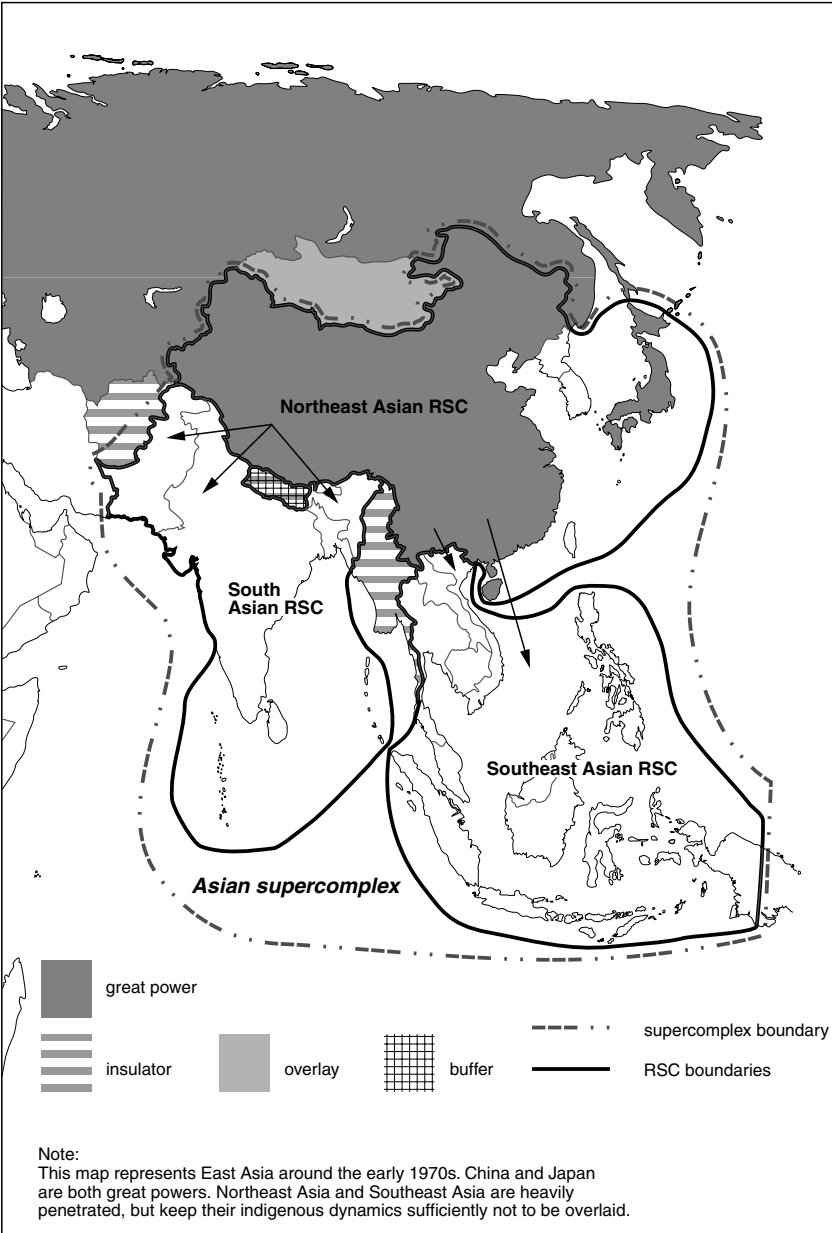 Northeast Asian RSC
South
Asian RSC
Southeast Asian RSC
Asian supercomplex
great power
insulator
overlay
buffer
supercomplex boundary
RSC boundaries
Note:
This map represents East Asia around the early 1970s. China and Japan
are both great powers. Northeast Asia and Southeast Asia are heavily
penetrated, but keep their indigenous dynamics sufficiently not to be overlaid.